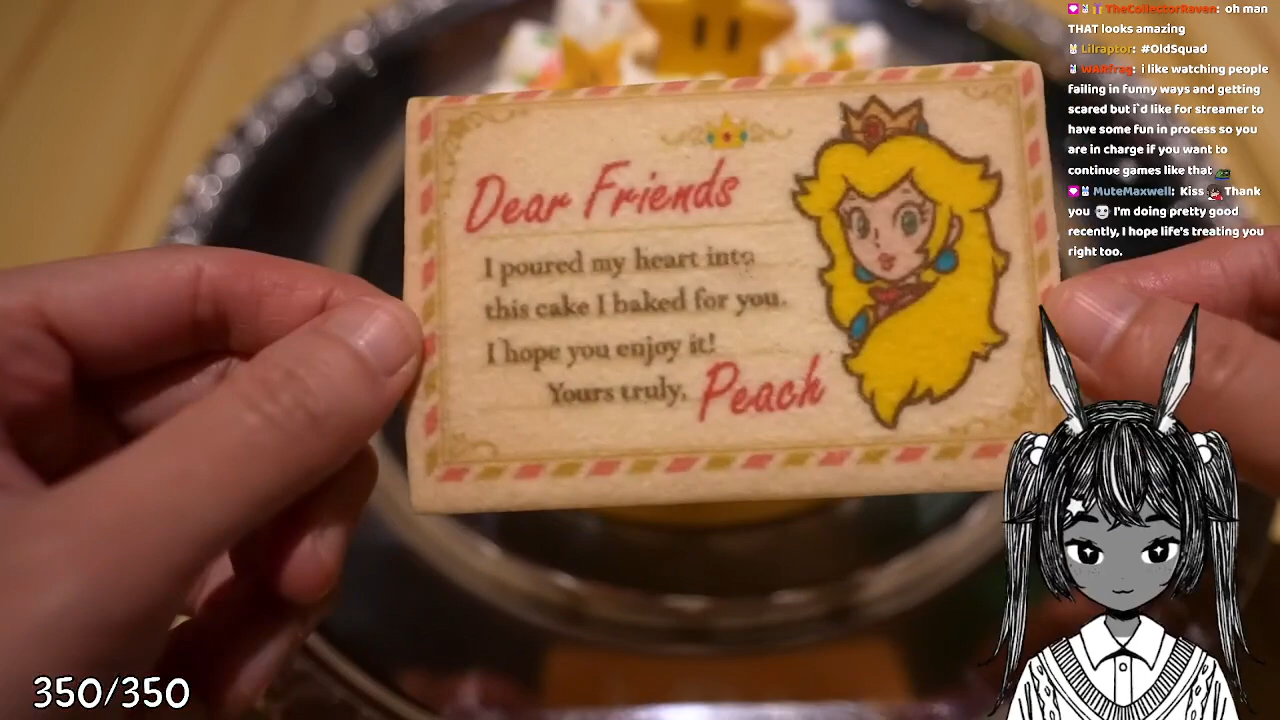 Dear Friends
I poured my heart into
this cake I baked for you.
I hope you enjoy it!
Yours truly, Peach
TheCollectorRaven: oh man
THAT looks amazing
Lilraptor: #OldSquad
WARfrag: i like watching people
failing in funny ways and getting
scared but i`d like for streamer to
have some fun in process so you
are in charge if you want to
continue games like that
MuteMaxwell: Kiss Thank
you I'm doing pretty good
recently, I hope life's treating you
right too.
350/350